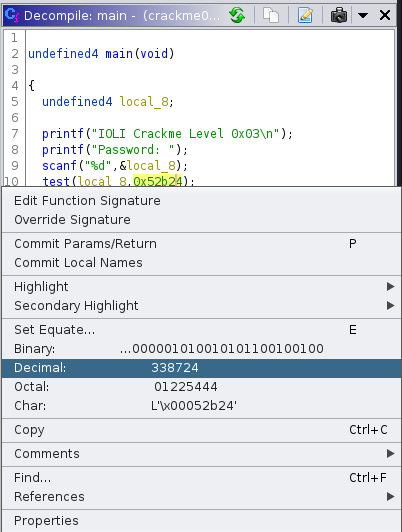 Decompile: main - (crackme0...
1
2 undefined4 main(void)
3
4 {
5 undefined4 local_8;
6
7 printf("IOLI Crackme Level 0x03\n");
8 printf("Password: ");
9 scanf("%d",&local_8);
10 test(local_8,0x52b24);
Edit Function Signature
Override Signature
Commit Params/Return P
Commit Local Names
Highlight
Secondary Highlight
Set Equate... E
Binary: ...000001010010101100100100
Decimal: 338724
Octal: 01225444
Char: L'\x00052b24'
Copy Ctrl+C
Comments
Find... Ctrl+F
References
Properties